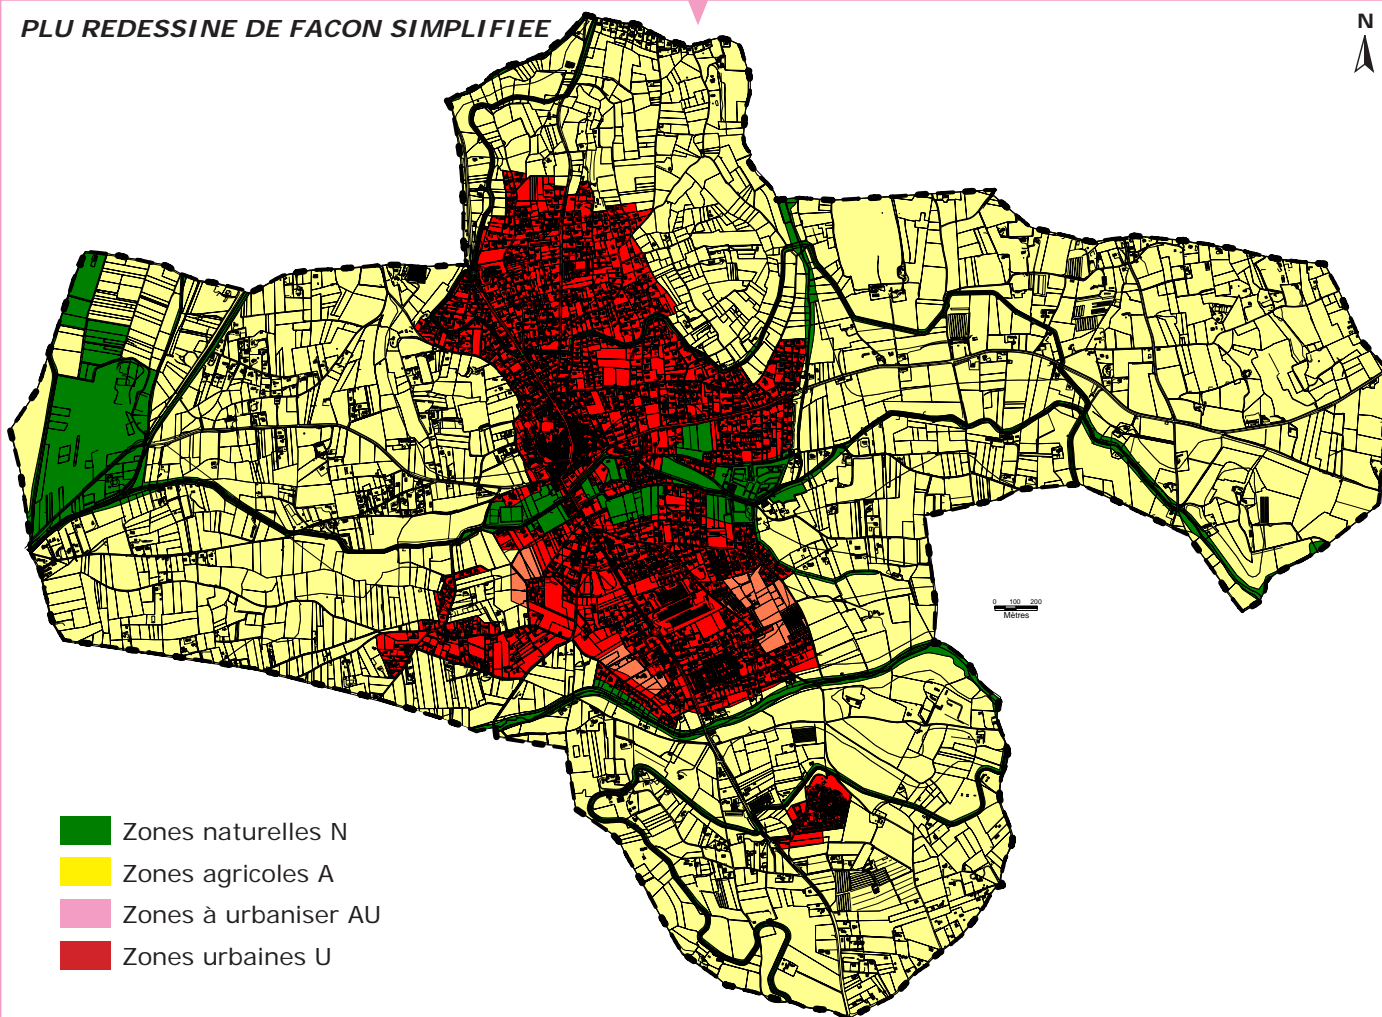 PLU REDESSINE DE FACON SIMPLIFIEE
N
0 100 200
Mètres
Zones naturelles N
Zones agricoles A
Zones à urbaniser AU
Zones urbaines U